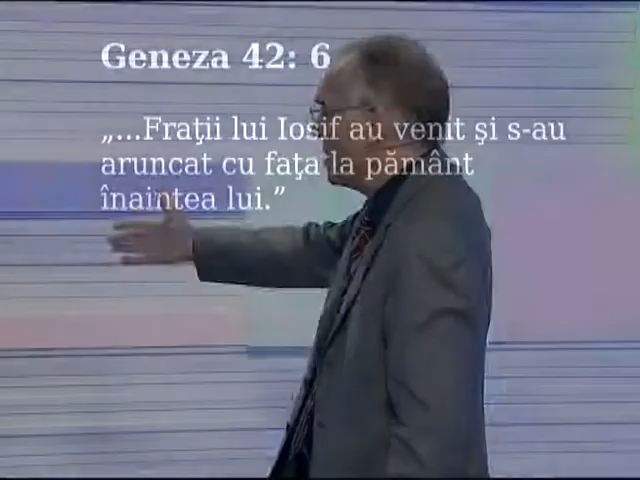 Geneza 42: 6
„...Fraţii lui Iosif au venit şi s-au
aruncat cu faţa la pământ
înaintea lui.”